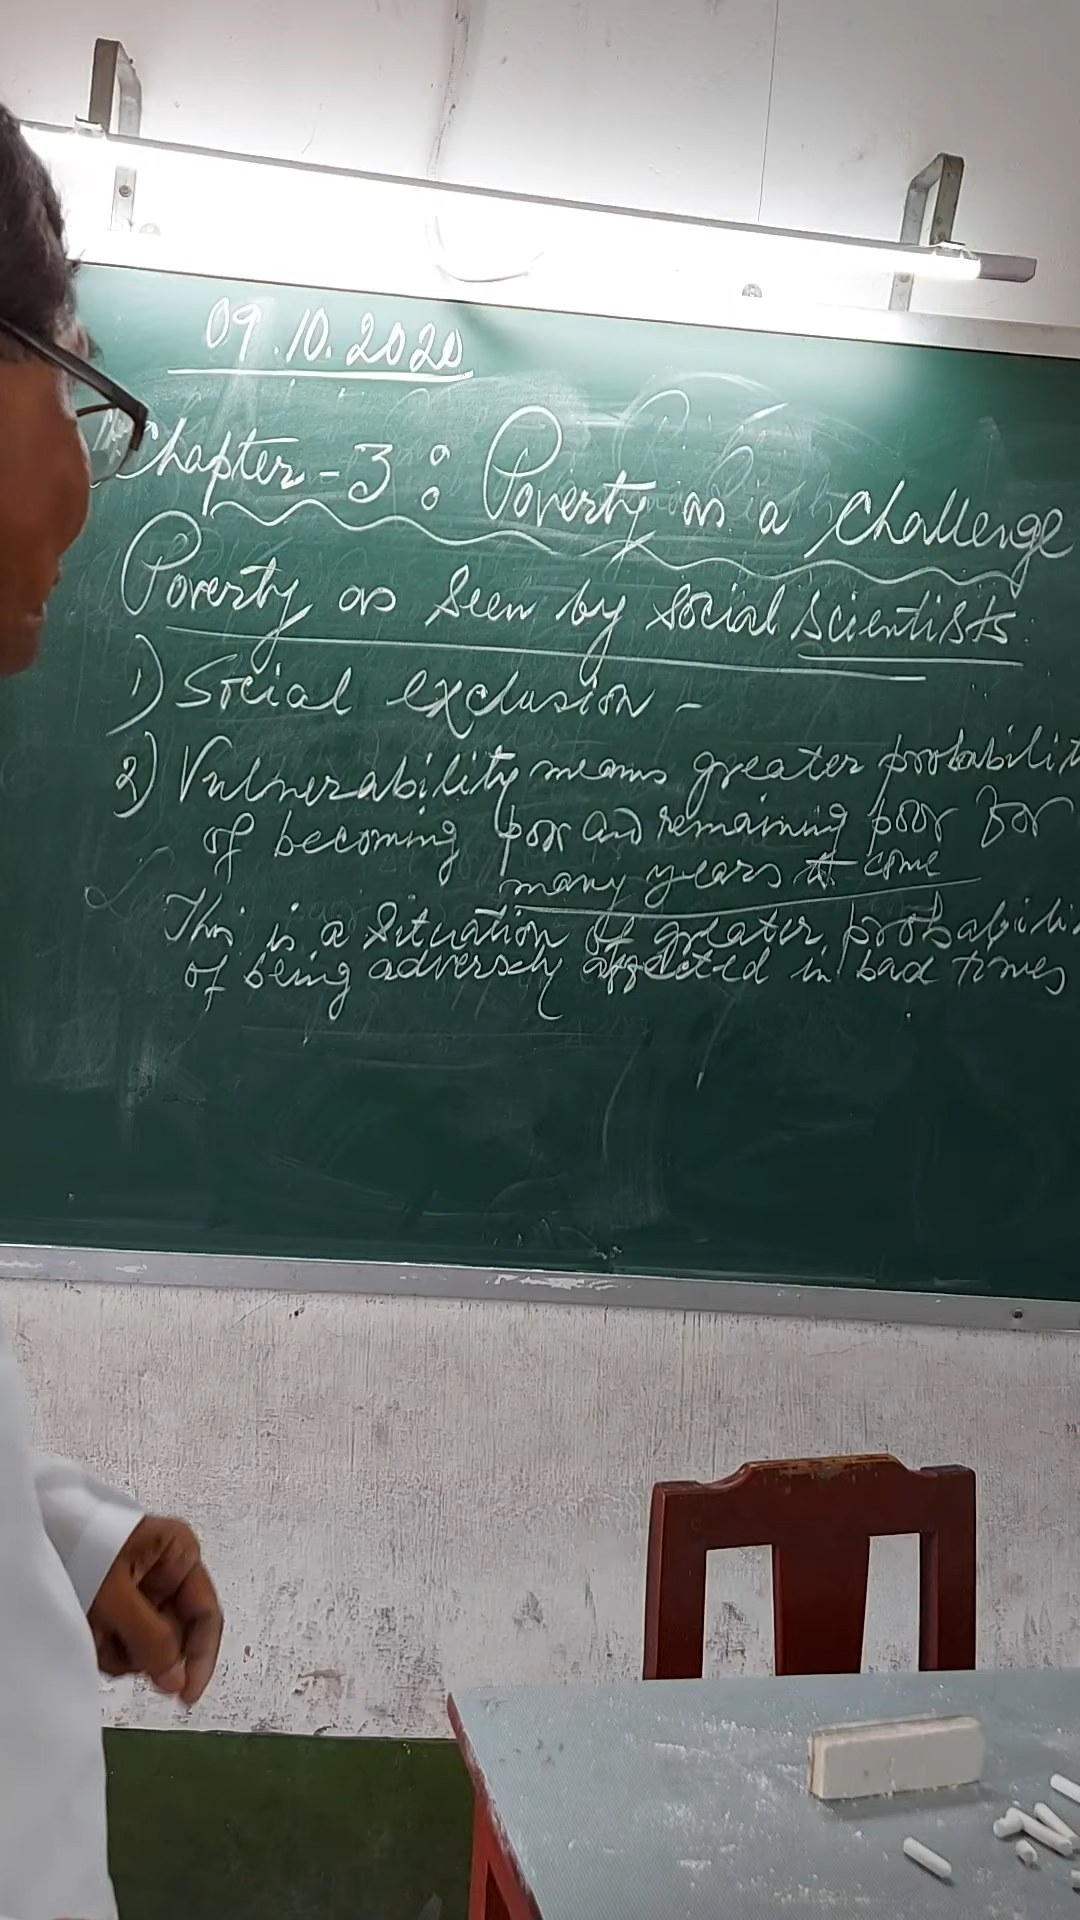 09.10.2020
Chapter-3: Poverty as a Challenge
Poverty as seen by social scientists:
1) Social exclusion -
2) Vulnerability means greater probabilit
of becoming poor and remaining poor for
many years to come
This is a situation of greater probabili
of being adversely affected in bad times